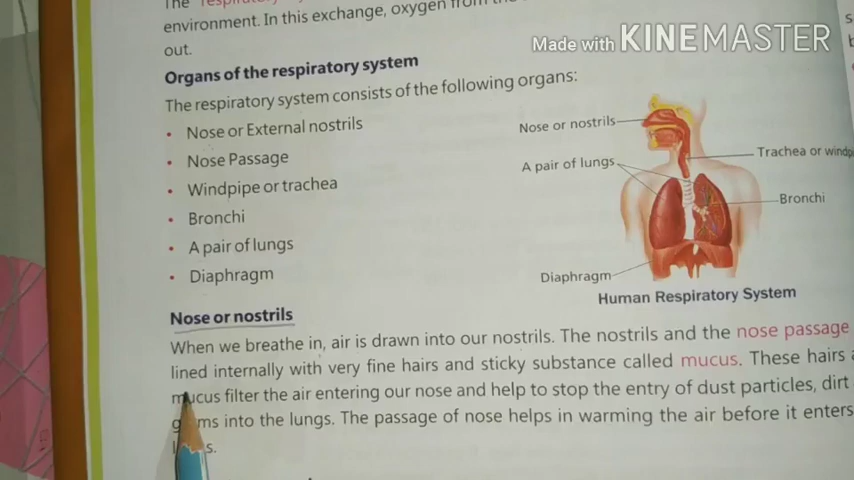 The
environment. In this exchange, oxygen from the
out.
Made with KINEMASTER
Organs of the respiratory system
The respiratory system consists of the following organs:
• Nose or External nostrils
• Nose Passage
• Windpipe or trachea
• Bronchi
• A pair of lungs
• Diaphragm
Nose or nostrils
A pair of lungs
Trachea or
Bronchi
Diaphragm
Human Respiratory System
Nose or nostrils
When we breathe in, air is drawn into our nostrils. The nostrils and the nose passage
lined internally with very fine hairs and sticky substance called mucus. These hairs
mucus filter the air entering our nose and help to stop the entry of dust particles, dirt
into the lungs. The passage of nose helps in warming the air before it enters